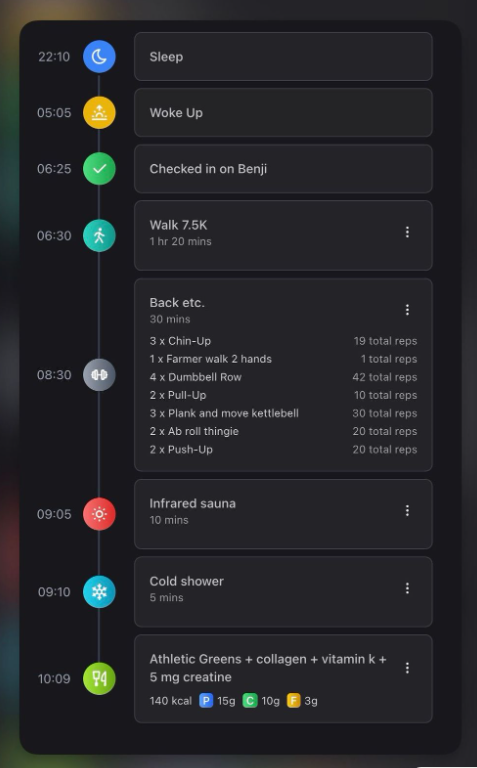 22:10 Sleep
05:05 Woke Up
06:25 Checked in on Benji
06:30 Walk 7.5K
1 hr 20 mins
Back etc.
30 mins
3 x Chin-Up 19 total reps
1 x Farmer walk 2 hands 1 total reps
08:30 4 x Dumbbell Row 42 total reps
2 x Pull-Up 10 total reps
3 x Plank and move kettlebell 30 total reps
2 x Ab roll thingie 20 total reps
2 x Push-Up 20 total reps
09:05 Infrared sauna
10 mins
09:10 Cold shower
5 mins
10:09 Athletic Greens + collagen + vitamin k +
5 mg creatine
140 kcal P 15g C 10g F 3g